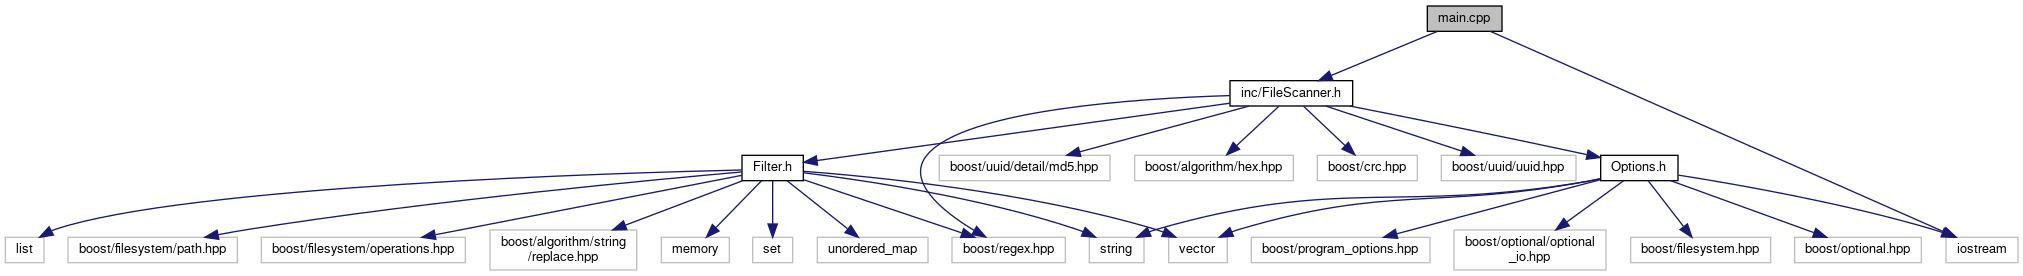 main.cpp
inc/FileScanner.h
Filter.h
boost/uuid/detail/md5.hpp
boost/algorithm/hex.hpp
boost/crc.hpp
boost/uuid/uuid.hpp
Options.h
list
boost/filesystem/path.hpp
boost/filesystem/operations.hpp
boost/algorithm/string
/replace.hpp
memory
set
unordered_map
boost/regex.hpp
string
vector
boost/program_options.hpp
boost/optional/optional
_io.hpp
boost/filesystem.hpp
boost/optional.hpp
iostream